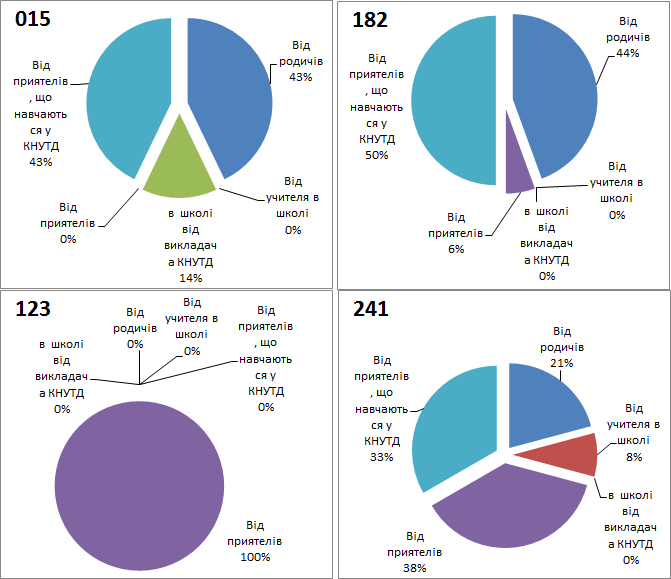 015
Від
родичів
43%
Від
учителя в
школі
0%
в  школі
від
викладач
а КНУТД
14%
Від
приятелів
0%
Від
приятелів
, що
навчають
ся у
КНУТД
43%
182
Від
родичів
44%
Від
учителя в
школі
0%
в  школі
від
викладач
а КНУТД
0%
Від
приятелів
6%
Від
приятелів
, що
навчають
ся у
КНУТД
50%
123
в  школі
від
викладач
а КНУТД
0%
Від
родичів
0%
Від
учителя в
школі
0%
Від
приятелів
, що
навчають
ся у
КНУТД
0%
Від
приятелів
100%
241
Від
родичів
21%
Від
учителя в
школі
8%
в  школі
від
викладач
а КНУТД
0%
Від
приятелів
38%
Від
приятелів
, що
навчають
ся у
КНУТД
33%